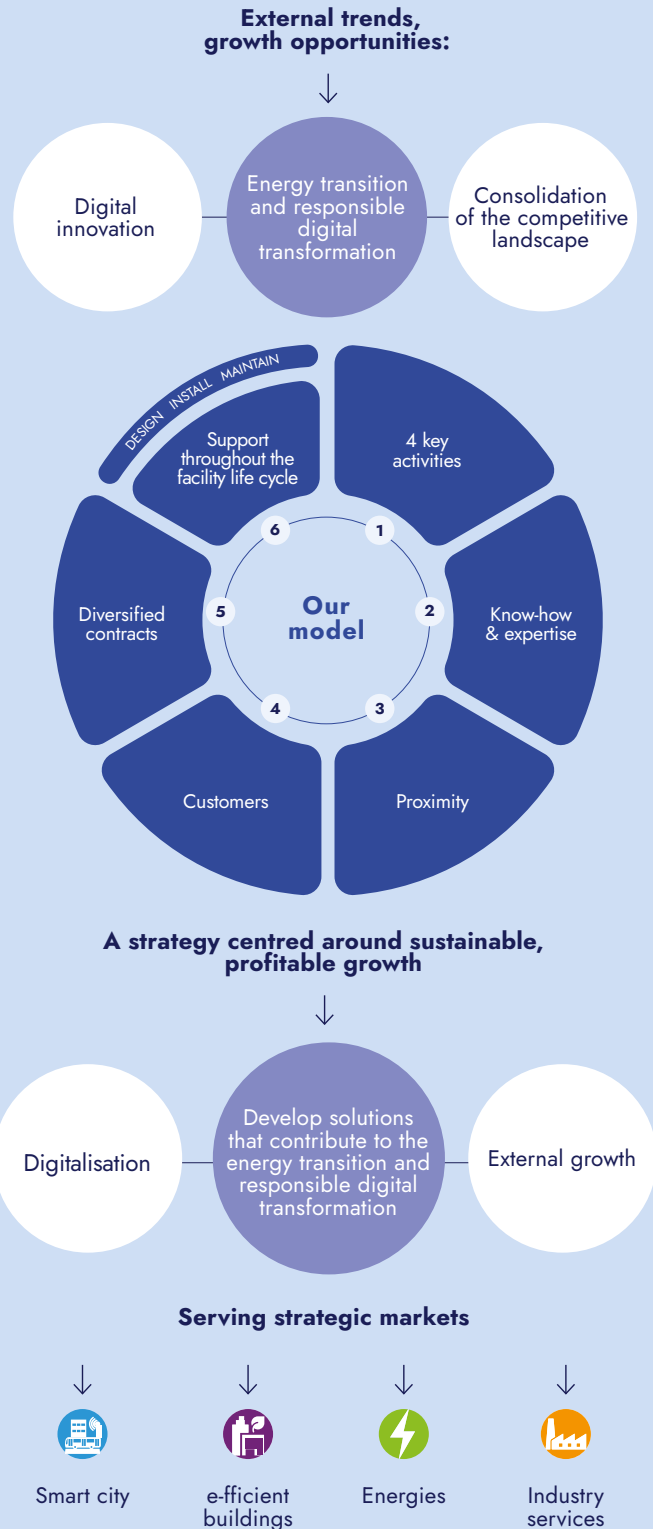 External trends,
growth opportunities:
Digital
innovation
Energy transition
and responsible
digital
transformation
Consolidation
of the competitive
landscape
DESIGN INSTALL MAINTAIN
Support
throughout the
facility life cycle
4 key
activities
6
1
Diversified
contracts
5
Our
model
2
Know-how
& expertise
4
3
Customers
Proximity
A strategy centred around sustainable,
profitable growth
Digitalisation
Develop solutions
that contribute to the
energy transition and
responsible digital
transformation
External growth
Serving strategic markets
Smart city
e-fficient
buildings
Energies
Industry
services